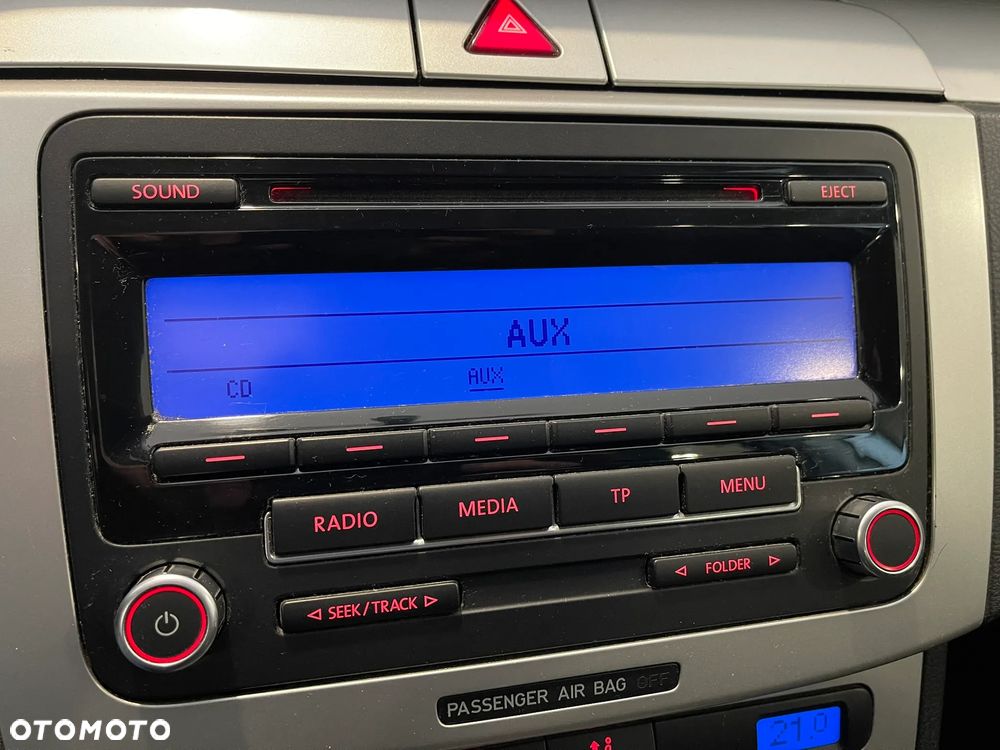 SOUND
EJECT
AUX
CD AUX
RADIO MEDIA TP MENU
◁ SEEK/TRACK ▷
◁ FOLDER ▷
PASSENGER AIR BAG OFF
OTOMOTO
21.0